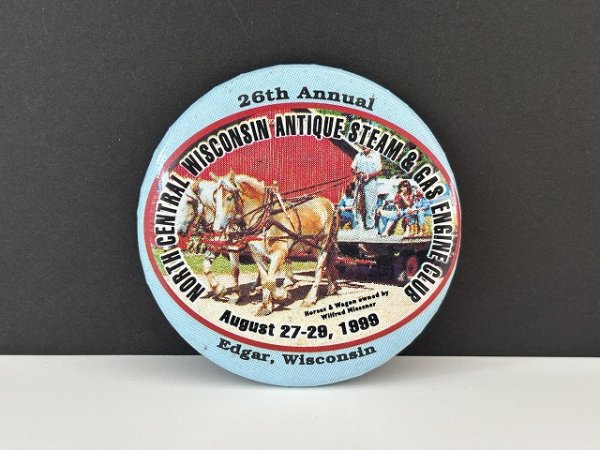 26th Annual
NORTH CENTRAL WISCONSIN ANTIQUE STEAM & GAS ENGINE CLUB
Horses & Wagon owned by
Wilfred Miessner
August 27-29, 1999
Edgar, Wisconsin